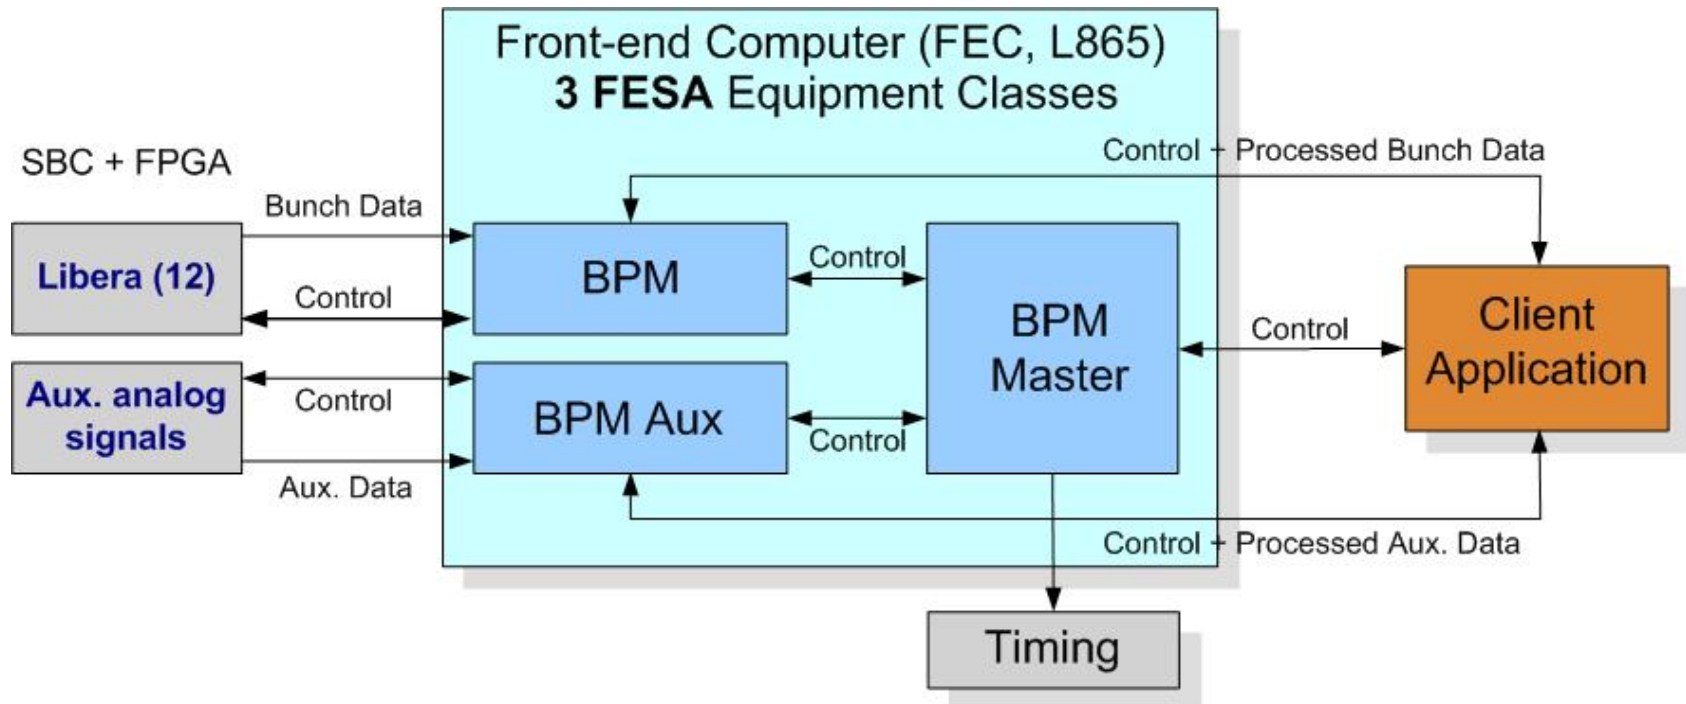 Front-end Computer (FEC, L865)
3 FESA Equipment Classes
SBC + FPGA
Control + Processed Bunch Data
Bunch Data
Libera (12)
Control
BPM
Control
BPM
Master
Control
Client
Application
Aux. analog
signals
Control
Aux. Data
BPM Aux
Control
Control + Processed Aux. Data
Timing